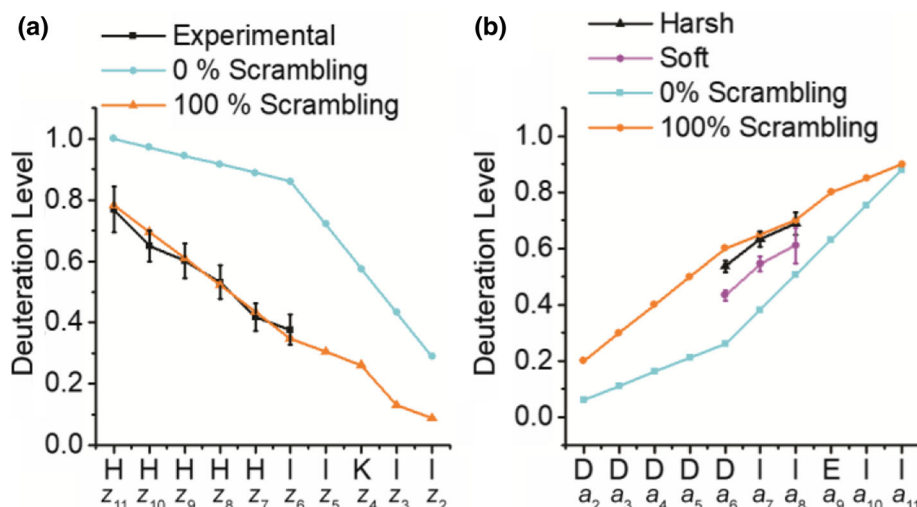 (a)
Experimental
0 % Scrambling
100 % Scrambling
Deuteration Level
1.0
0.8
0.6
0.4
0.2
0.0
H H H H H I I K I I
z11 z10 z9 z8 z7 z6 z5 z4 z3 z2
(b)
Harsh
Soft
0% Scrambling
100% Scrambling
Deuteration Level
1.0
0.8
0.6
0.4
0.2
0.0
D D D D D I I E I I
a2 a3 a4 a5 a6 a7 a8 a9 a10 a11